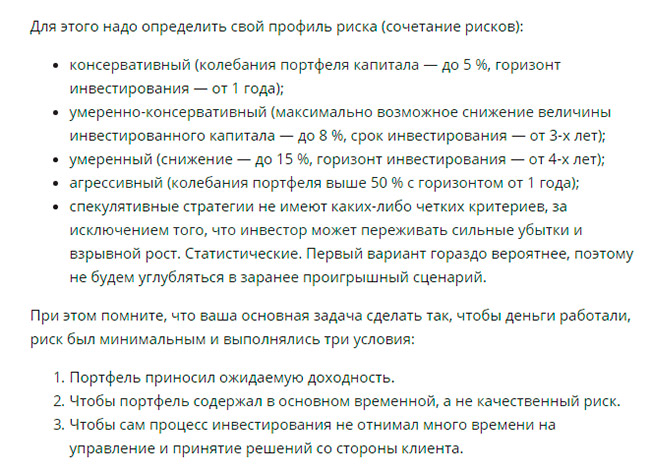 Для этого надо определить свой профиль риска (сочетание рисков):
• консервативный (колебания портфеля капитала — до 5 %, горизонт
инвестирования — от 1 года);
• умеренно-консервативный (максимально возможное снижение величины
инвестированного капитала — до 8 %, срок инвестирования — от 3-х лет);
• умеренный (снижение — до 15 %, горизонт инвестирования — от 4-х лет);
• агрессивный (колебания портфеля выше 50 % с горизонтом от 1 года);
• спекулятивные стратегии не имеют каких-либо четких критериев, за
исключением того, что инвестор может переживать сильные убытки и
взрывной рост. Статистические. Первый вариант гораздо вероятнее, поэтому
не будем углубляться в заранее проигрышный сценарий.
При этом помните, что ваша основная задача сделать так, чтобы деньги работали,
риск был минимальным и выполнялись три условия:
1. Портфель приносил ожидаемую доходность.
2. Чтобы портфель содержал в основном временной, а не качественный риск.
3. Чтобы сам процесс инвестирования не отнимал много времени на
управление и принятие решений со стороны клиента.